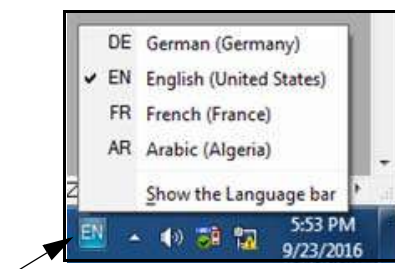 DE German (Germany)
EN English (United States)
FR French (France)
AR Arabic (Algeria)
Show the Language bar
EN
5:53 PM
9/23/2016